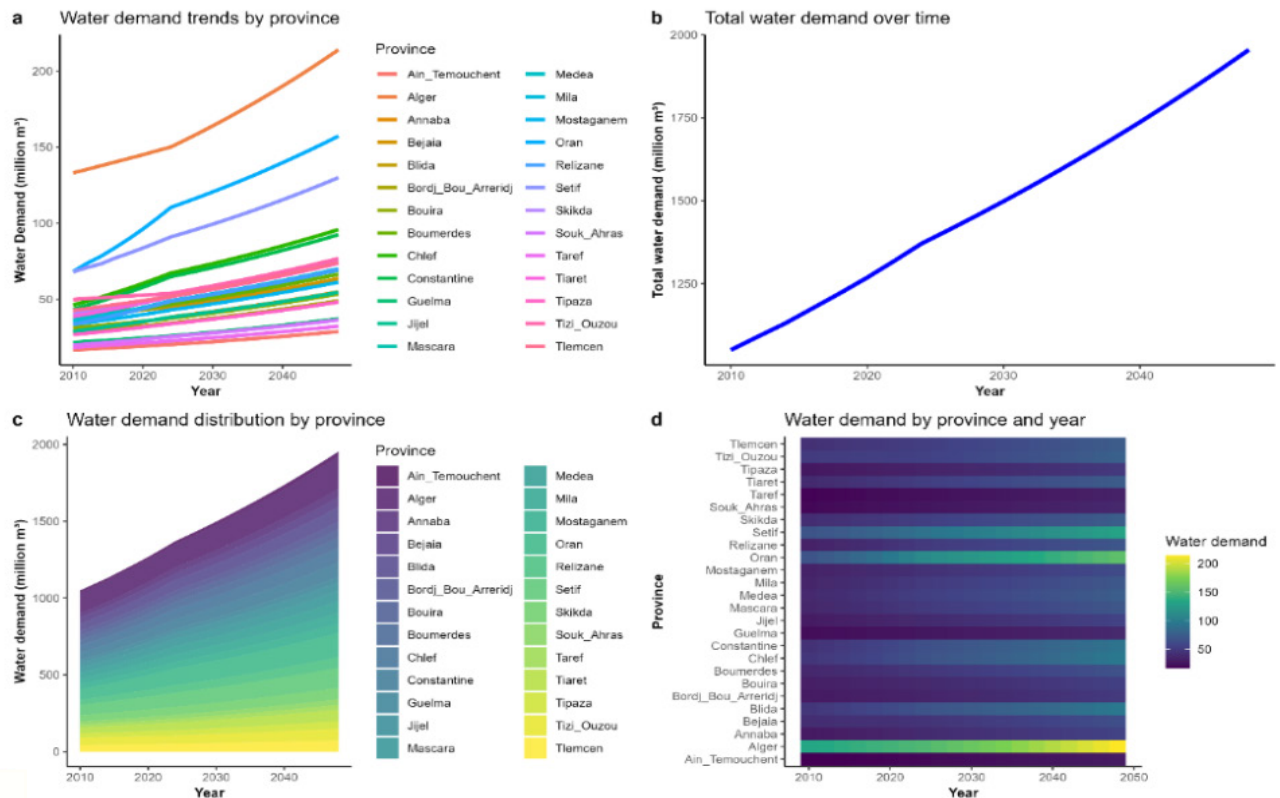 a Water demand trends by province
200
150
100
50
Water Demand (million m³)
2010 2020 2030 2040
Year
Province
Ain_Temouchent
Alger
Annaba
Bejaia
Blida
Bordj_Bou_Arreridj
Bouira
Boumerdes
Chlef
Constantine
Guelma
Jijel
Mascara
Medea
Mila
Mostaganem
Oran
Relizane
Setif
Skikda
Souk_Ahras
Taref
Tiaret
Tipaza
Tizi_Ouzou
Tlemcen
b Total water demand over time
2000
1750
1500
1250
Total water demand (million m³)
2010 2020 2030 2040
Year
c Water demand distribution by province
2000
1500
1000
500
0
Water demand (million m³)
2010 2020 2030 2040
Year
Province
Ain_Temouchent
Alger
Annaba
Bejaia
Blida
Bordj_Bou_Arreridj
Bouira
Boumerdes
Chlef
Constantine
Guelma
Jijel
Mascara
Medea
Mila
Mostaganem
Oran
Relizane
Setif
Skikda
Souk_Ahras
Taref
Tiaret
Tipaza
Tizi_Ouzou
Tlemcen
d Water demand by province and year
Province
Tlemcen
Tizi_Ouzou
Tipaza
Tiaret
Taref
Souk_Ahras
Skikda
Setif
Relizane
Oran
Mostaganem
Mila
Medea
Mascara
Jijel
Guelma
Constantine
Chlef
Boumerdes
Bouira
Bordj_Bou_Arreridj
Blida
Bejaia
Annaba
Alger
Ain_Temouchent
2010 2020 2030 2040 2050
Year
Water demand
200
150
100
50